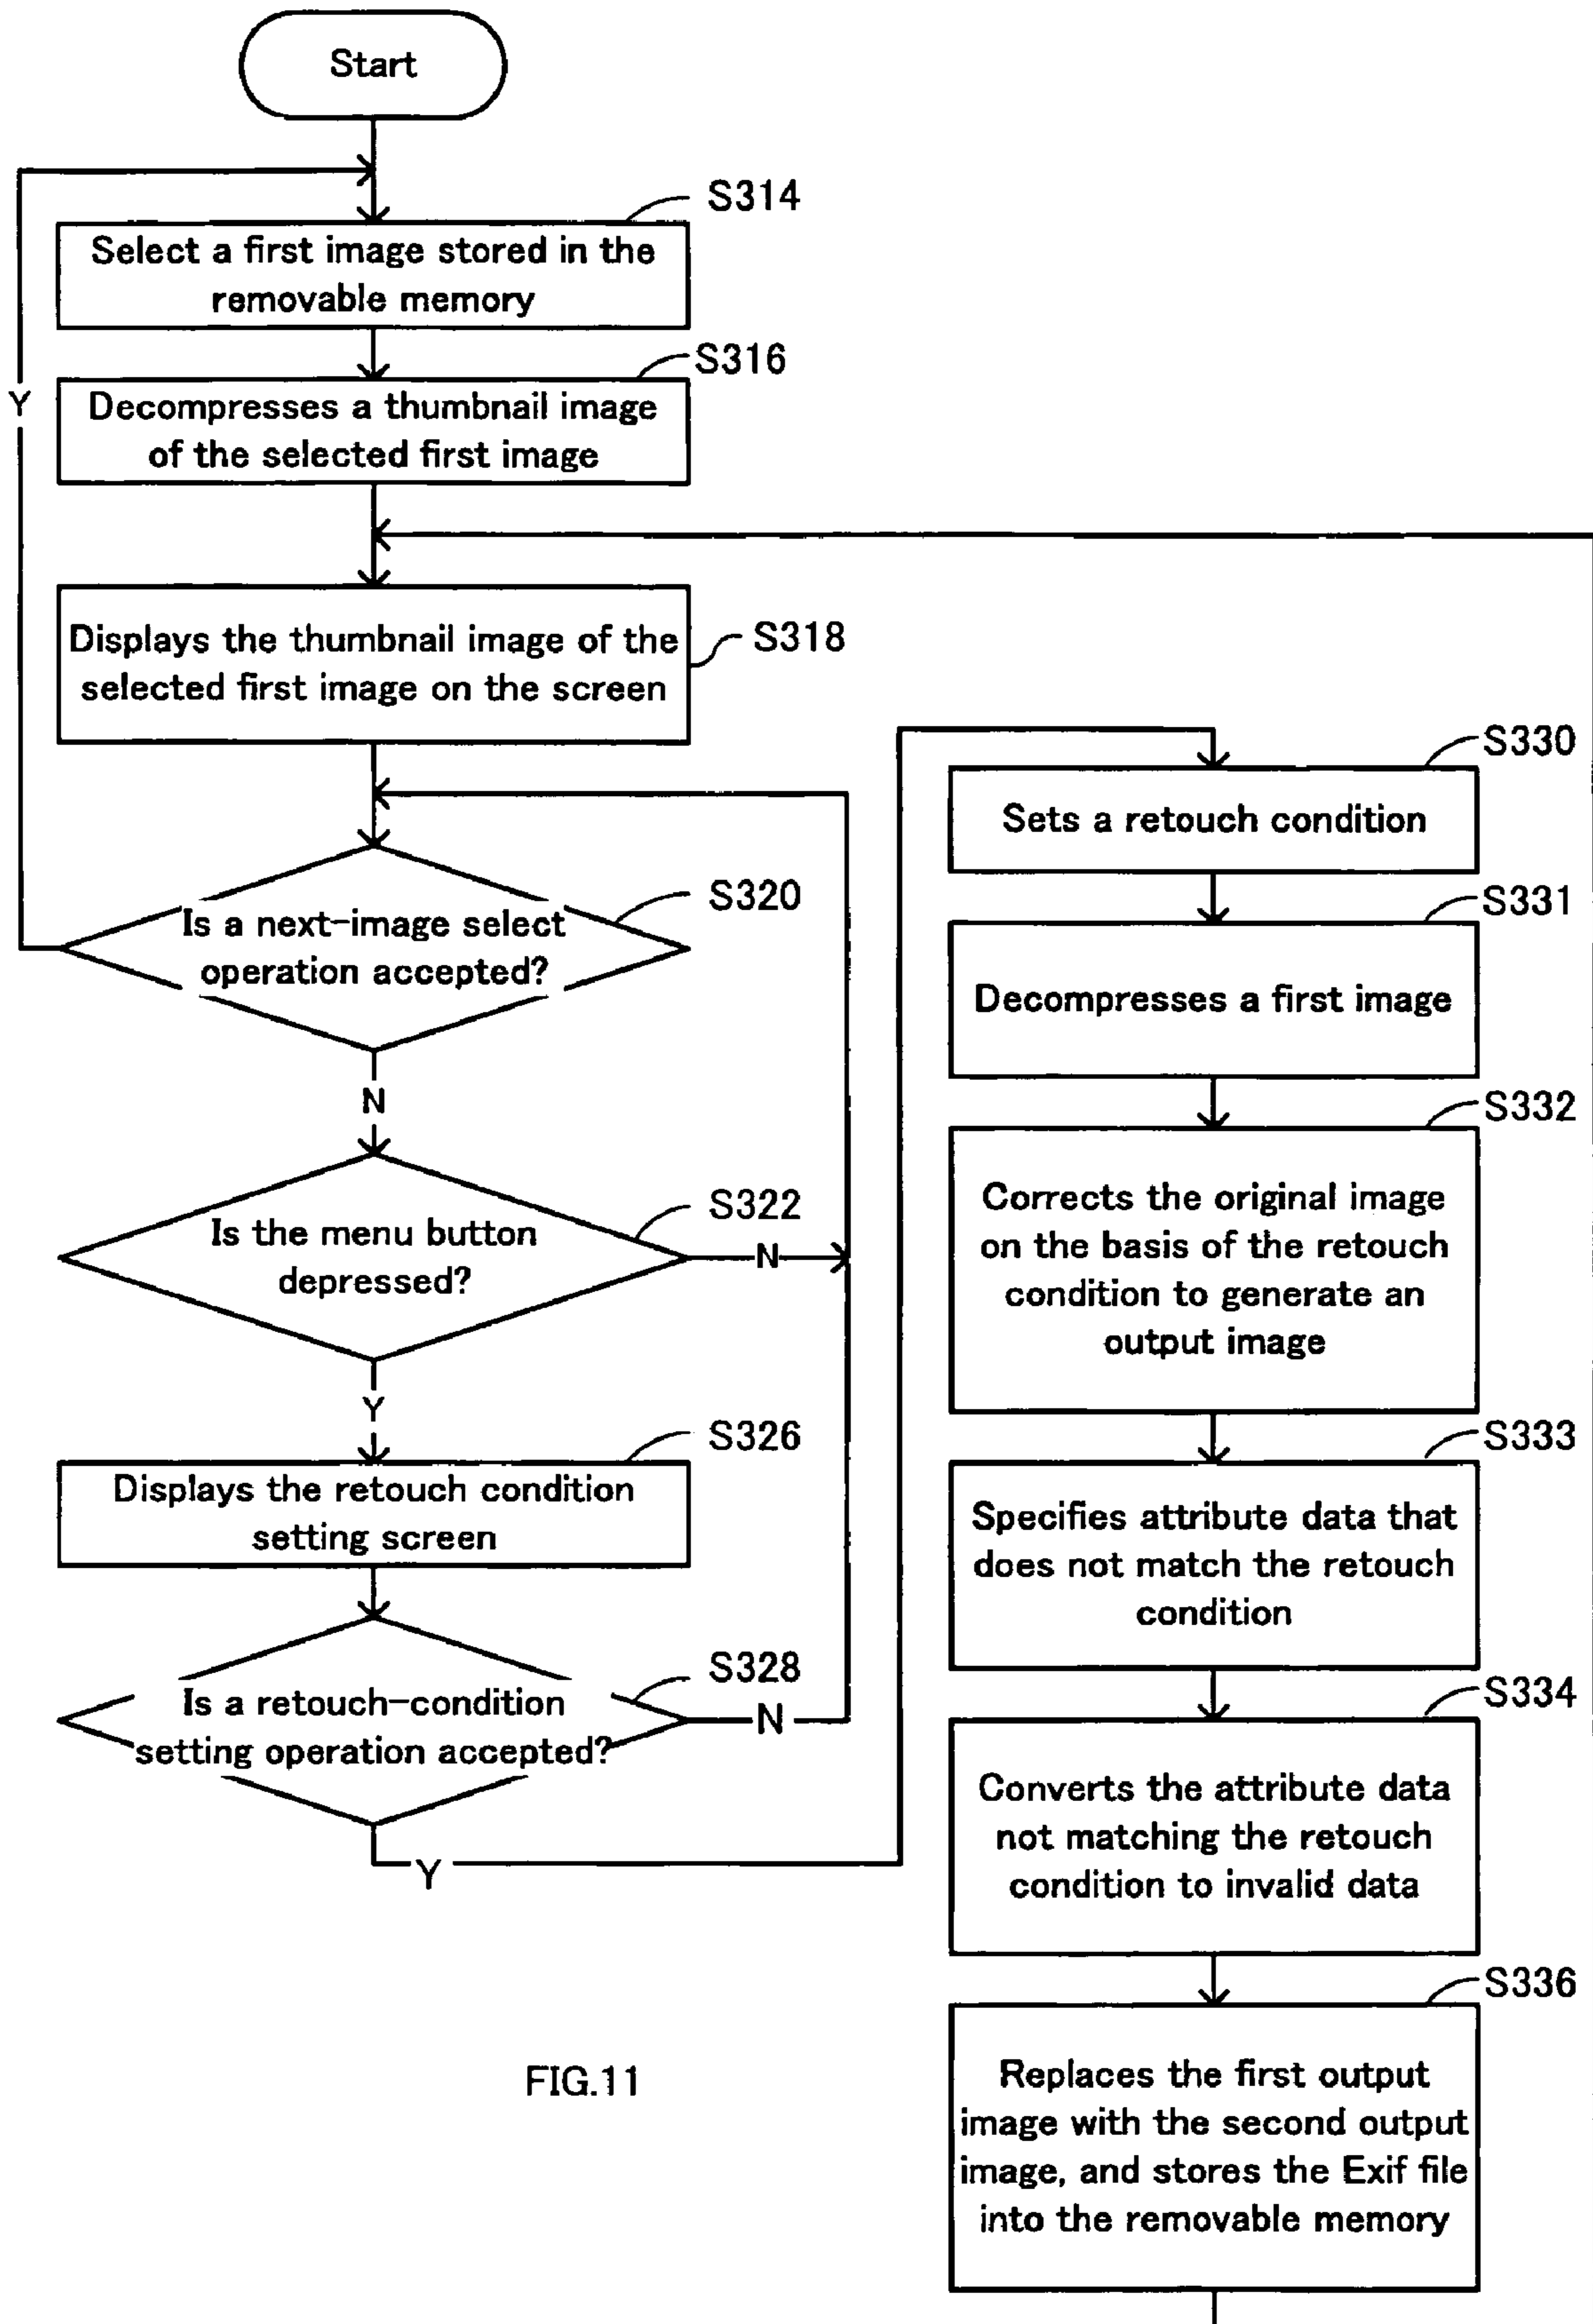 Start
S314
Select a first image stored in the
removable memory
S316
Decompresses a thumbnail image
of the selected first image
Y
Displays the thumbnail image of the
selected first image on the screen
S318
S320
Is a next-image select
operation accepted?
N
S322
Is the menu button
depressed?
N
Y
S326
Displays the retouch condition
setting screen
S328
Is a retouch-condition
setting operation accepted?
N
Y
S330
Sets a retouch condition
S331
Decompresses a first image
S332
Corrects the original image
on the basis of the retouch
condition to generate an
output image
S333
Specifies attribute data that
does not match the retouch
condition
S334
Converts the attribute data
not matching the retouch
condition to invalid data
S336
Replaces the first output
image with the second output
image, and stores the Exif file
into the removable memory
FIG.11